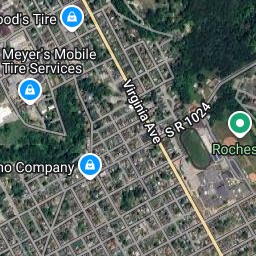 ood's Tire
Meyer's Mobile
Tire Services
Virginia Ave
S R 1024
Roches
no Company